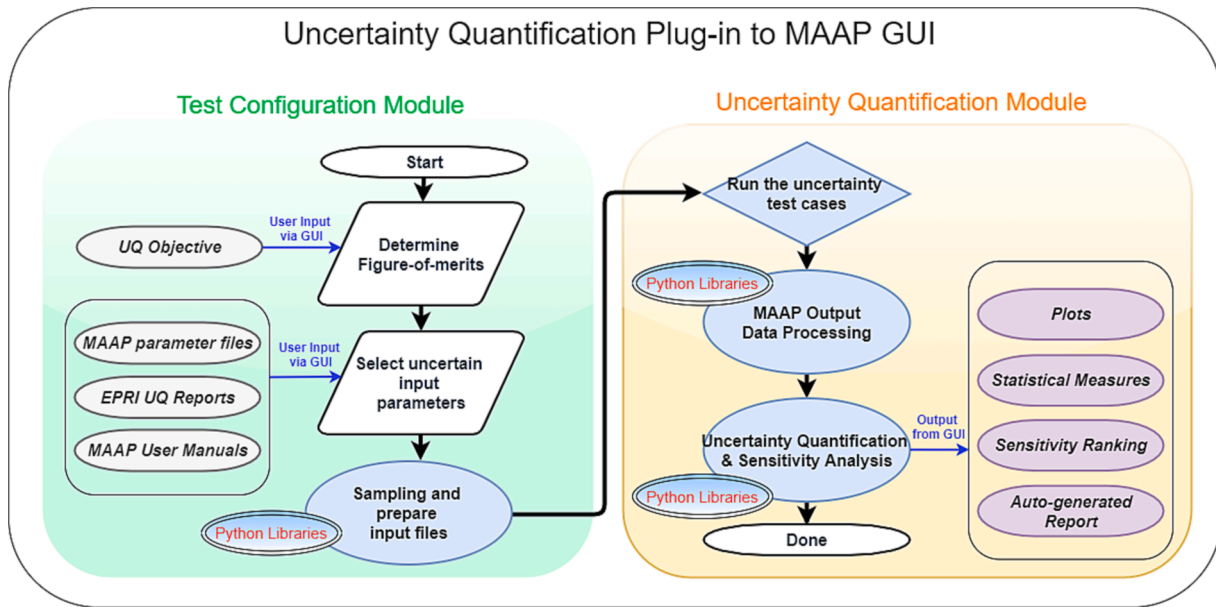 Uncertainty Quantification Plug-in to MAAP GUI
Test Configuration Module
Start
UQ Objective
User Input
via GUI
Determine
Figure-of-merits
MAAP parameter files
EPRI UQ Reports
MAAP User Manuals
User Input
via GUI
Select uncertain
input
parameters
Sampling and
prepare
input files
Python Libraries
Uncertainty Quantification Module
Run the uncertainty
test cases
Python Libraries
MAAP Output
Data Processing
Uncertainty Quantification
& Sensitivity Analysis
Python Libraries
Done
Output
from GUI
Plots
Statistical Measures
Sensitivity Ranking
Auto-generated
Report